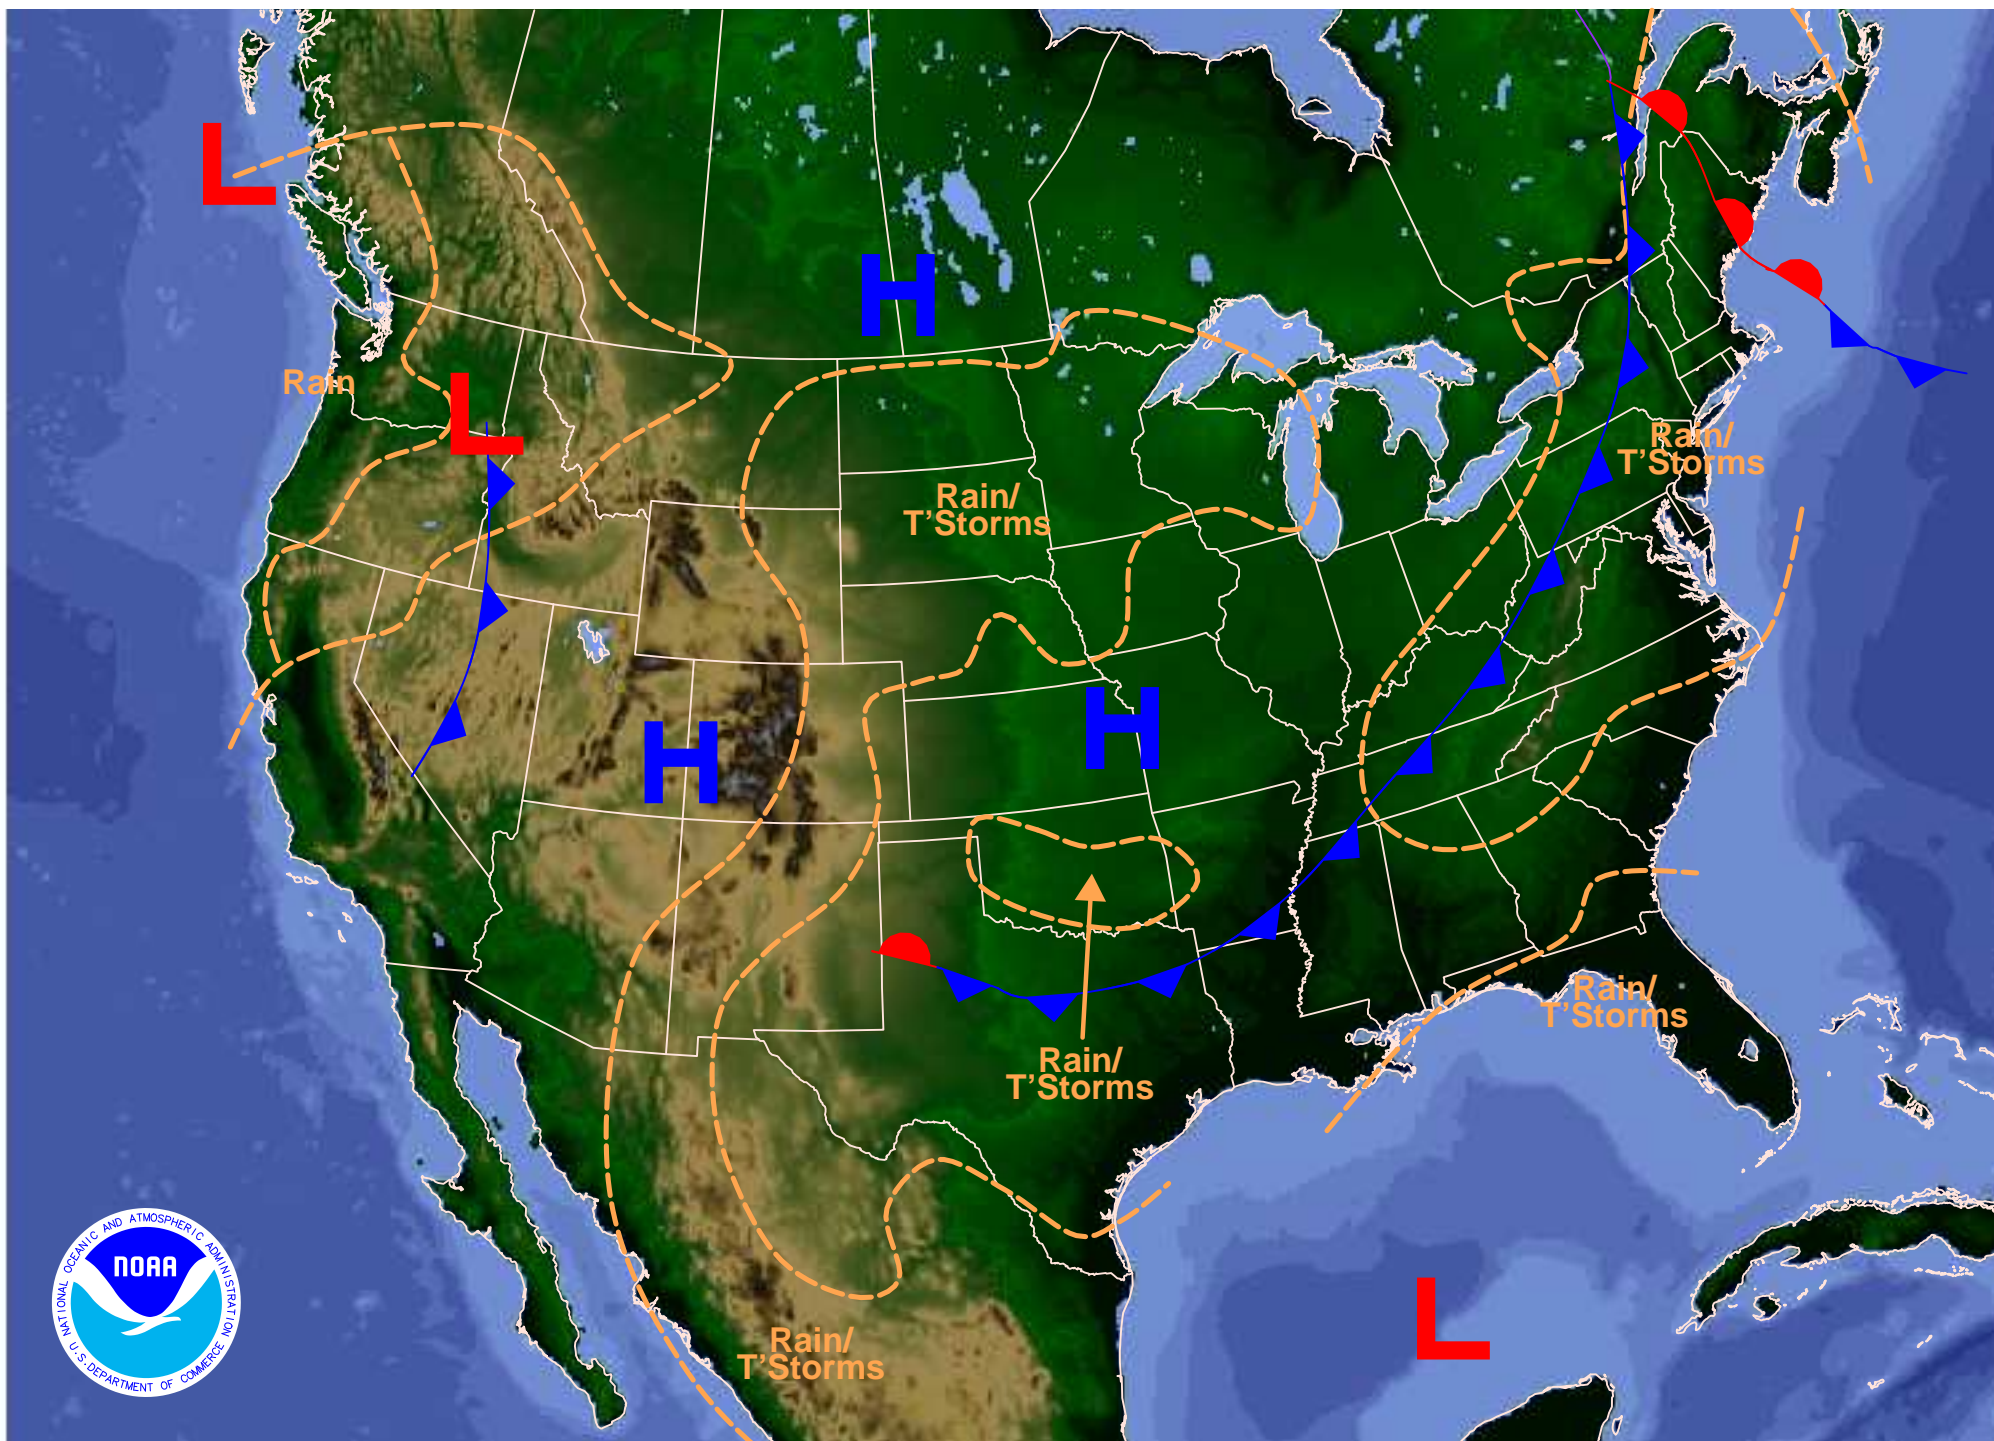 L
H
Rain
L
Rain/
T'Storms
Rain/
T'Storms
H
H
Rain/
T'Storms
Rain/
T'Storms
L
Rain/
T'Storms
NATIONAL OCEANIC AND ATMOSPHERIC ADMINISTRATION
NOAA
U.S. DEPARTMENT OF COMMERCE